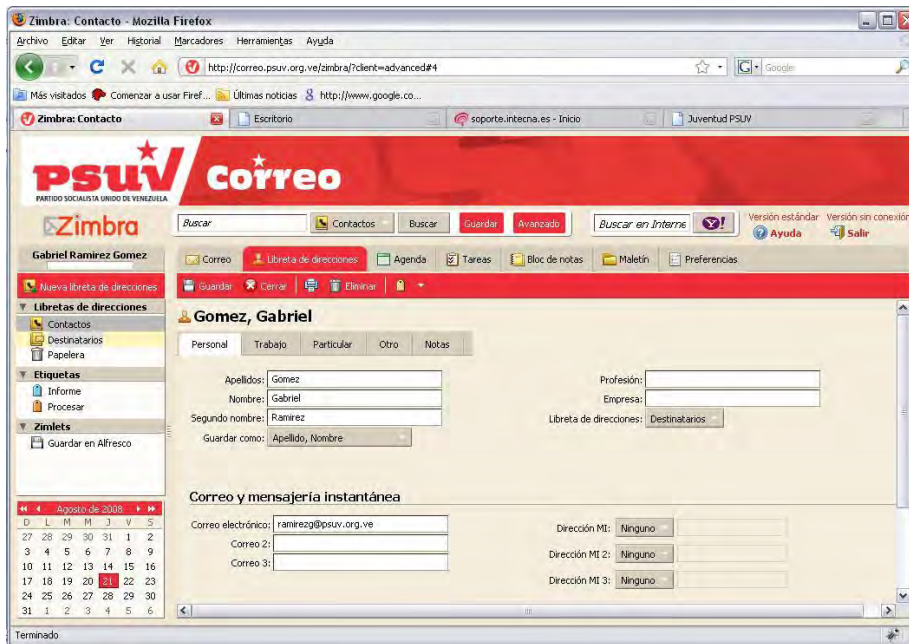 Zimbra: Contacto - Mozilla Firefox
Archivo Editar Ver Historial Marcadores Herramientas Ayuda
http://correo.psuv.org.ve/zimbra/?client=advanced#4
G Google
Más visitados Comenzar a usar Firef... Últimas noticias http://www.google.co...
Zimbra: Contacto Escritorio soporte.intecna.es - Inicio Juventud PSUV
PSUV Correo
PARTIDO SOCIALISTA UNIDO DE VENEZUELA
Zimbra
Buscar Contactos Buscar Guardar Avanzado Buscar en Interne Y!
Versión estándar Versión sin conexión
Ayuda Salir
Gabriel Ramirez Gomez
Correo Libreta de direcciones Agenda Tareas Bloc de notas Maletín Preferencias
Nueva libreta de direcciones Guardar Cerrar Eliminar
Libretas de direcciones
Contactos
Destinatarios
Papelera
Etiquetas
Informe
Procesar
Zimlets
Guardar en Alfresco
Gomez, Gabriel
Personal Trabajo Particular Otro Notas
Apellidos: Gomez
Nombre: Gabriel
Segundo nombre: Ramirez
Guardar como: Apellido, Nombre
Profesión:
Empresa:
Libreta de direcciones: Destinatarios
Correo y mensajería instantánea
Correo electrónico: ramirezg@psuv.org.ve
Correo 2:
Correo 3:
Dirección MI: Ninguno
Dirección MI 2: Ninguno
Dirección MI 3: Ninguno
Agosto de 2008
D L M M J V S
27 28 29 30 31 1 2
3 4 5 6 7 8 9
10 11 12 13 14 15 16
17 18 19 20 21 22 23
24 25 26 27 28 29 30
31 1 2 3 4 5 6
Terminado